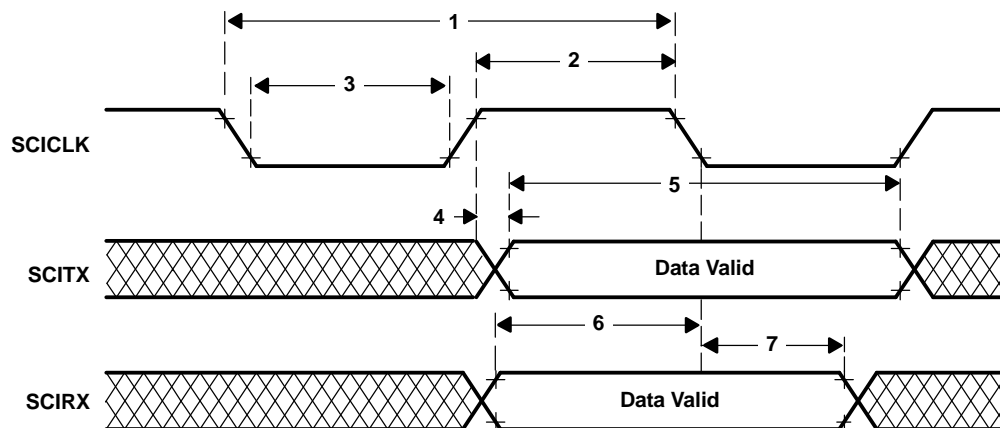 1
2
3
SCICLK
5
4
SCITX
Data Valid
6
7
SCIRX
Data Valid